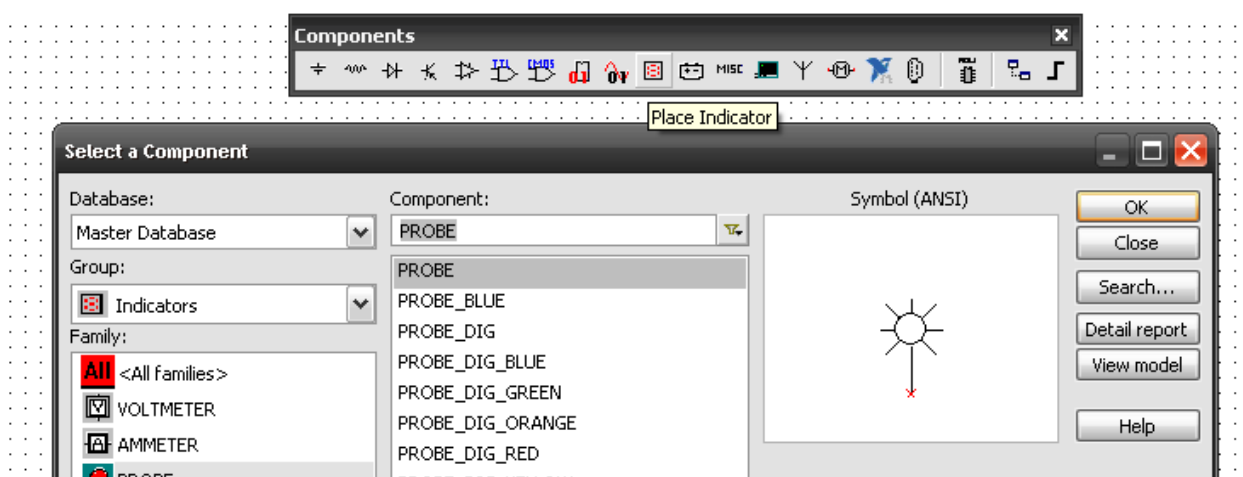 Components
TTL
CMOS
MISC
Place Indicator
Select a Component
Database:
Master Database
Group:
Indicators
Family:
All <All families>
V VOLTMETER
A AMMETER
PROBE
Component:
PROBE
PROBE
PROBE_BLUE
PROBE_DIG
PROBE_DIG_BLUE
PROBE_DIG_GREEN
PROBE_DIG_ORANGE
PROBE_DIG_RED
Symbol (ANSI)
OK
Close
Search...
Detail report
View model
Help